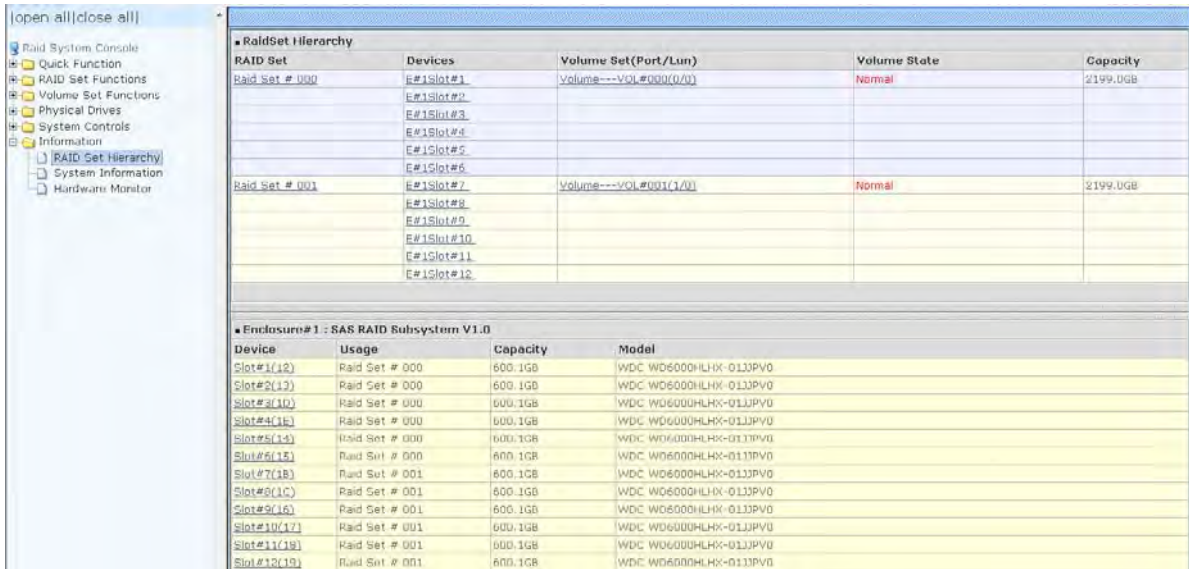 |open all|close all|
Raid System Console
Quick Function
RAID Set Functions
Volume Set Functions
Physical Drives
System Controls
Information
RAID Set Hierarchy
System Information
Hardware Monitor
RaidSet Hierarchy
RAID Set Devices Volume Set(Port/Lun) Volume State Capacity
Raid Set # 000 E#1Slot#1 Volume---VOL#000(0/0) Normal 2199.0GB
E#1Slot#2
E#1Slot#3
E#1Slot#4
E#1Slot#5
E#1Slot#6
Raid Set # 001 E#1Slot#7 Volume---VOL#001(1/0) Normal 2199.0GB
E#1Slot#8
E#1Slot#9
E#1Slot#10
E#1Slot#11
E#1Slot#12
Enclosure#1 : SAS RAID Subsystem V1.0
Device Usage Capacity Model
Slot#1(12) Raid Set # 000 600.1GB WDC WD6000HLHX-01JJPV0
Slot#2(13) Raid Set # 000 600.1GB WDC WD6000HLHX-01JJPV0
Slot#3(1D) Raid Set # 000 600.1GB WDC WD6000HLHX-01JJPV0
Slot#4(1E) Raid Set # 000 600.1GB WDC WD6000HLHX-01JJPV0
Slot#5(14) Raid Set # 000 600.1GB WDC WD6000HLHX-01JJPV0
Slot#6(15) Raid Set # 000 600.1GB WDC WD6000HLHX-01JJPV0
Slot#7(1B) Raid Set # 001 600.1GB WDC WD6000HLHX-01JJPV0
Slot#8(1C) Raid Set # 001 600.1GB WDC WD6000HLHX-01JJPV0
Slot#9(16) Raid Set # 001 600.1GB WDC WD6000HLHX-01JJPV0
Slot#10(17) Raid Set # 001 600.1GB WDC WD6000HLHX-01JJPV0
Slot#11(18) Raid Set # 001 600.1GB WDC WD6000HLHX-01JJPV0
Slot#12(19) Raid Set # 001 600.1GB WDC WD6000HLHX-01JJPV0